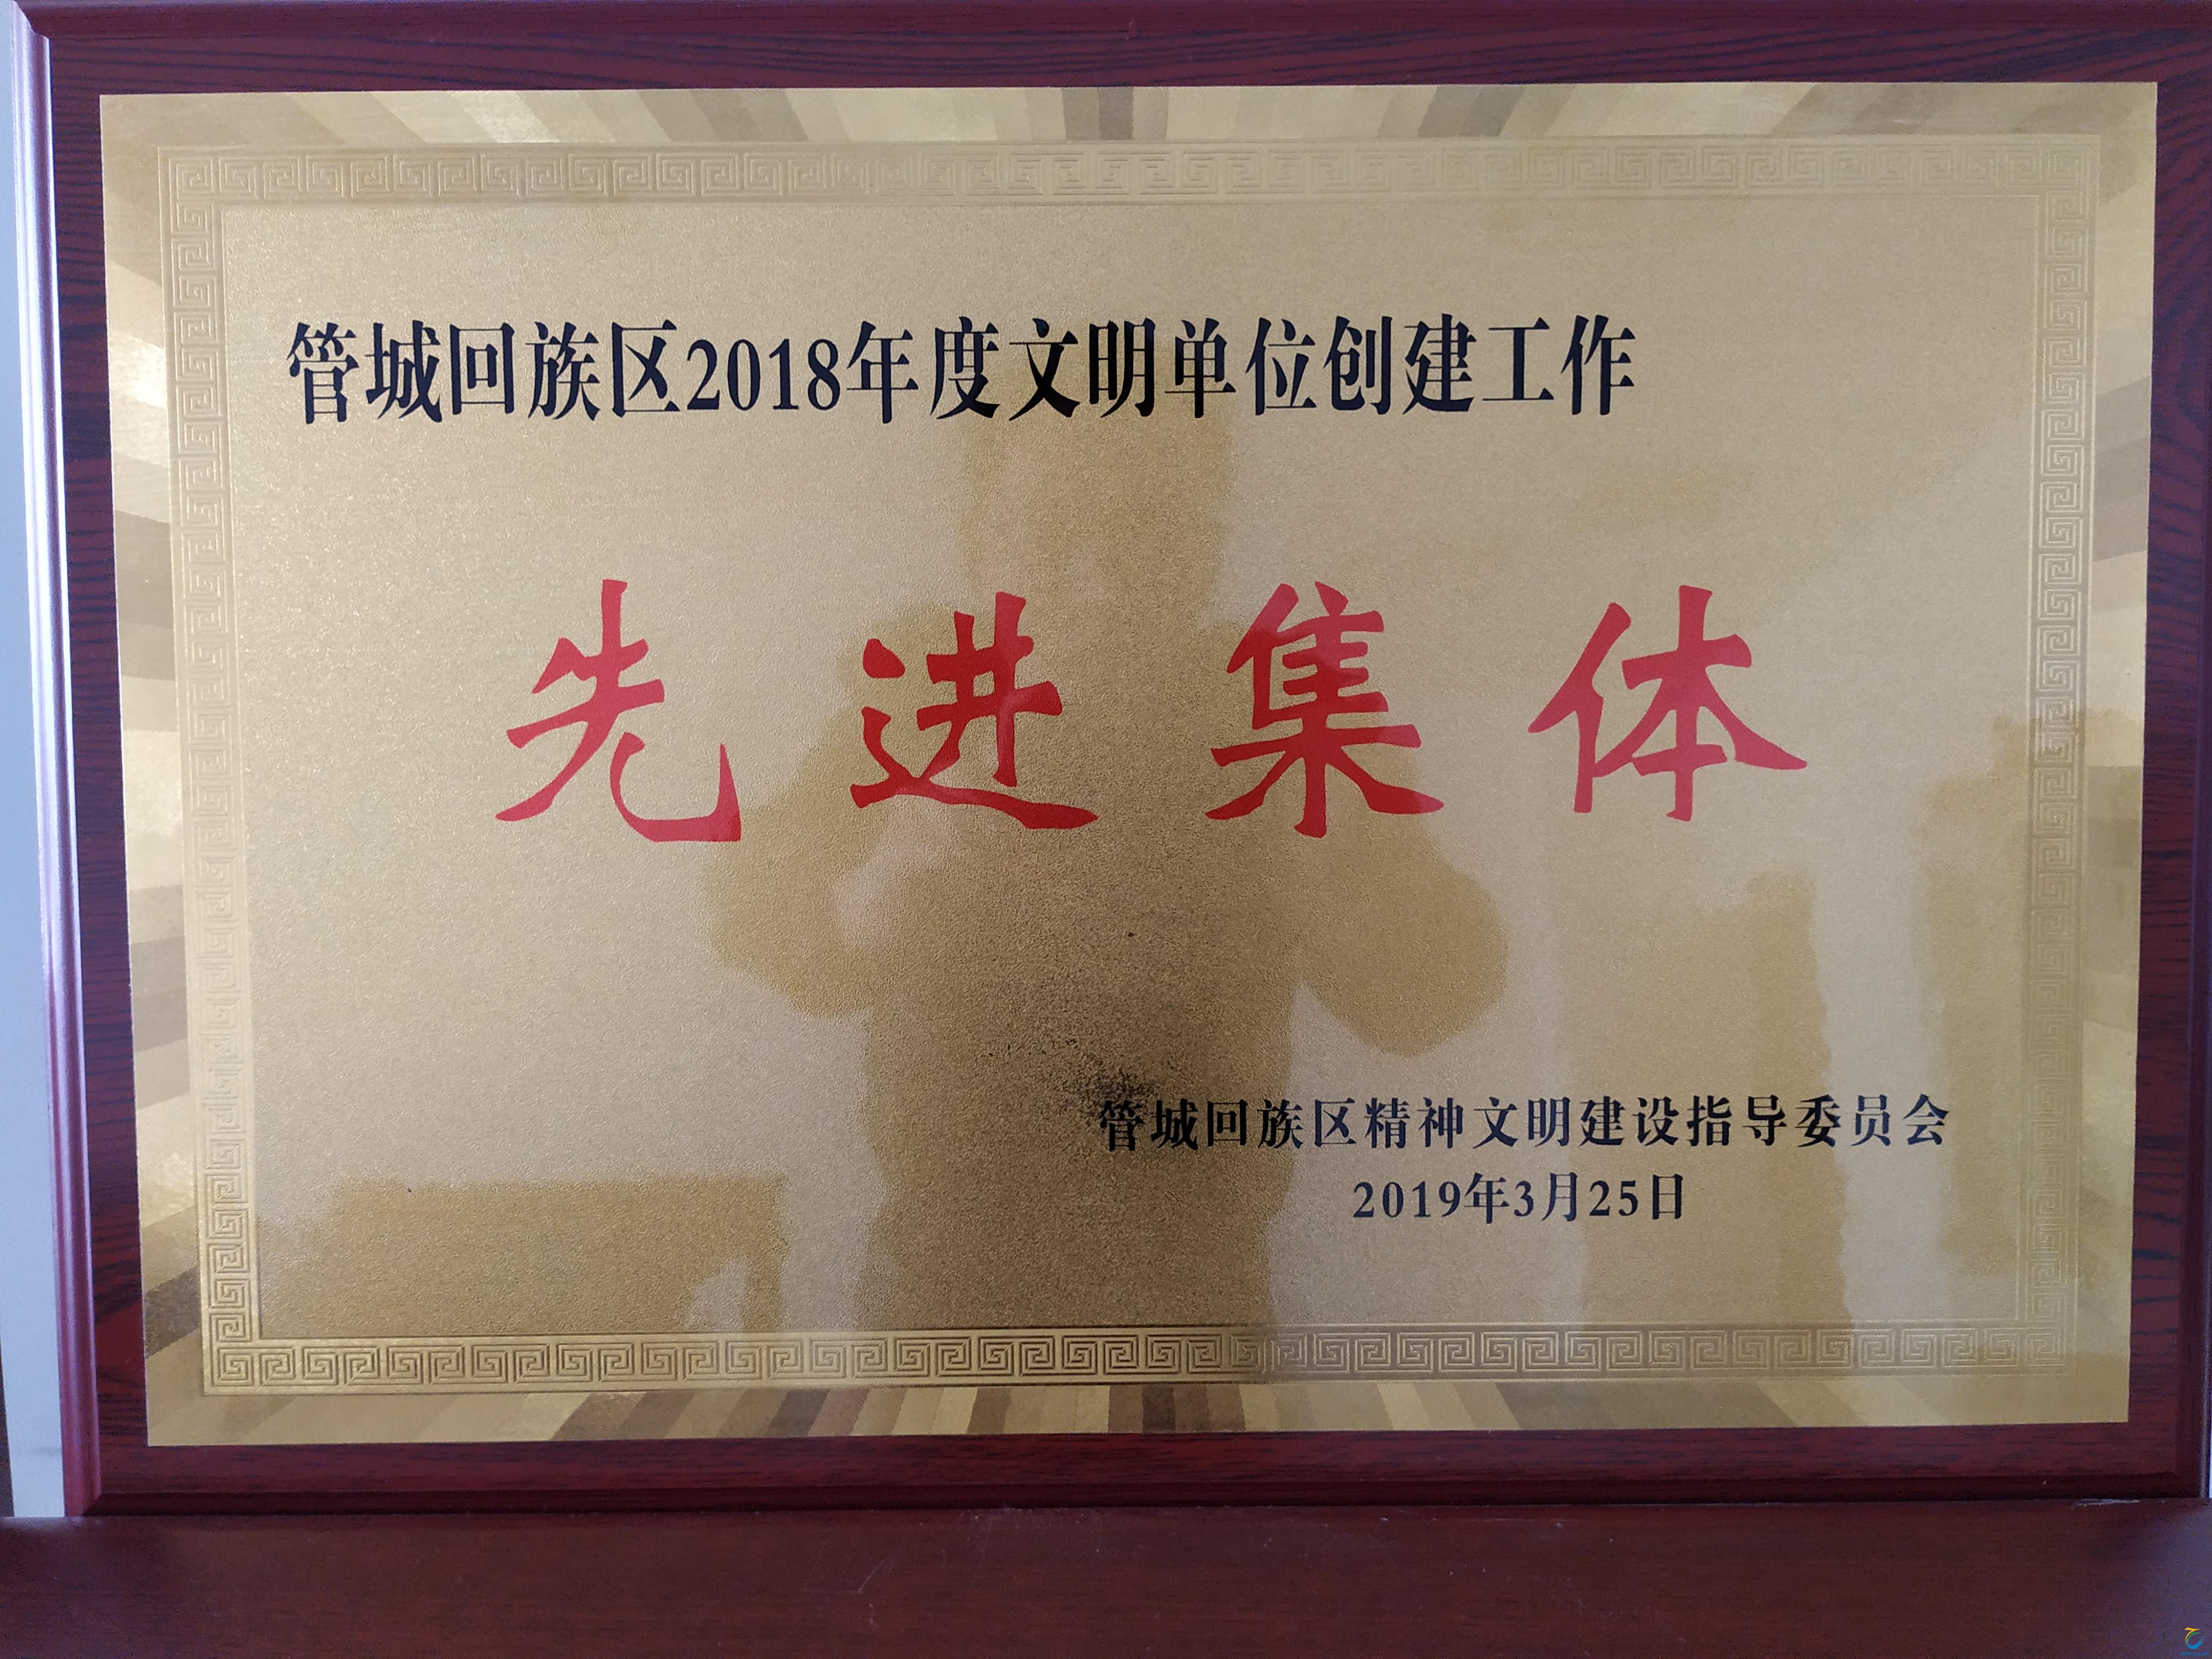 管城回族区2018年度文明单位创建工作
先进集体
管城回族区精神文明建设指导委员会
2019年3月25日